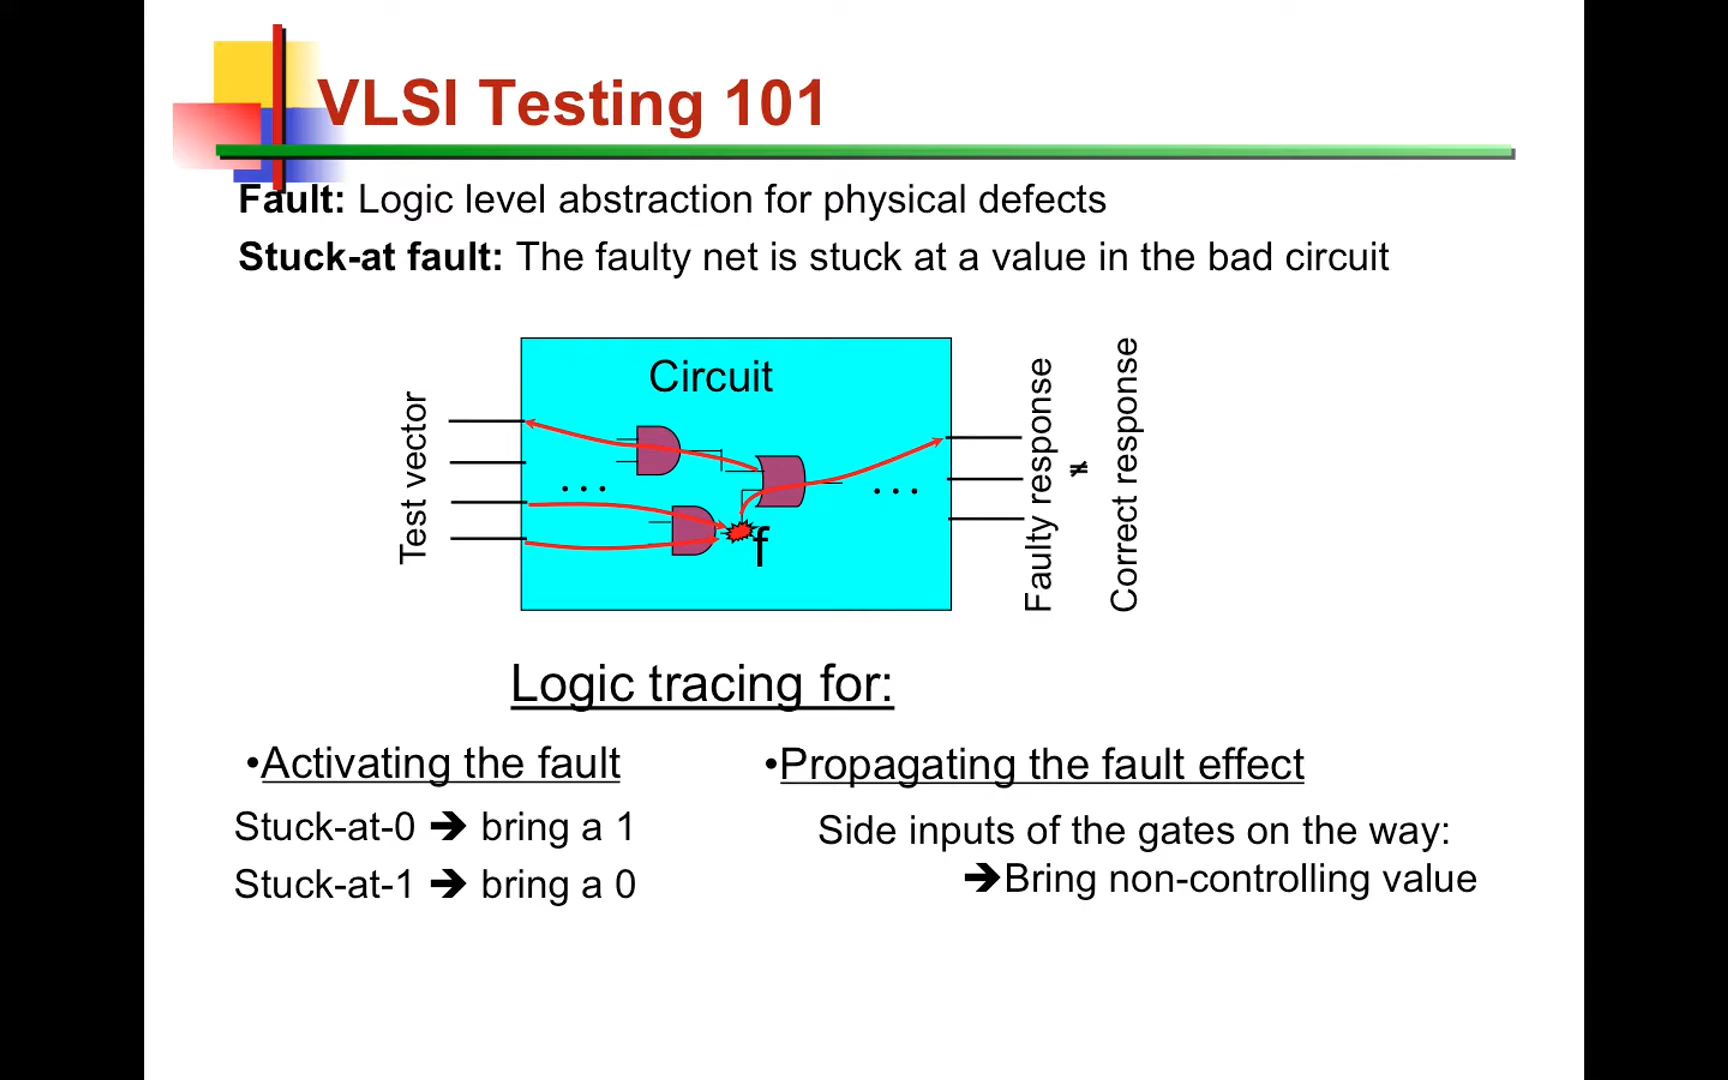 VLSI Testing 101
Fault: Logic level abstraction for physical defects
Stuck-at fault: The faulty net is stuck at a value in the bad circuit
Test vector
Circuit
. . .
. . .
f
Faulty response
≠
Correct response
Logic tracing for:
•Activating the fault
Stuck-at-0 ➔ bring a 1
Stuck-at-1 ➔ bring a 0
•Propagating the fault effect
Side inputs of the gates on the way:
➔Bring non-controlling value